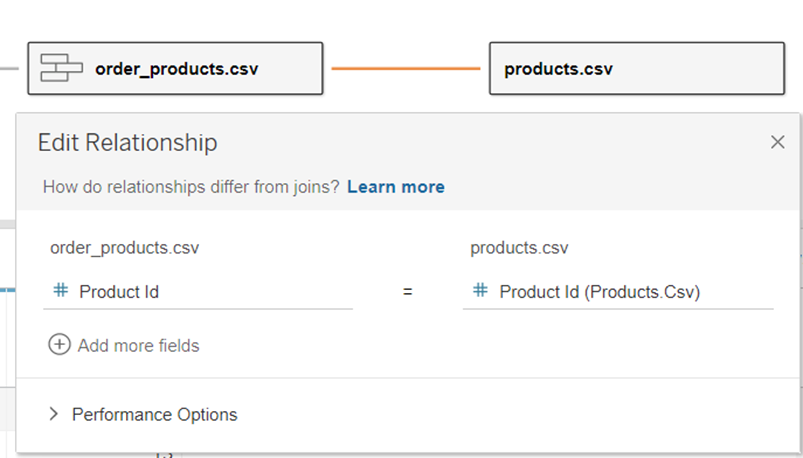 order_products.csv
products.csv
Edit Relationship
How do relationships differ from joins? Learn more
order_products.csv
products.csv
Product Id
=
Product Id (Products.Csv)
Add more fields
Performance Options